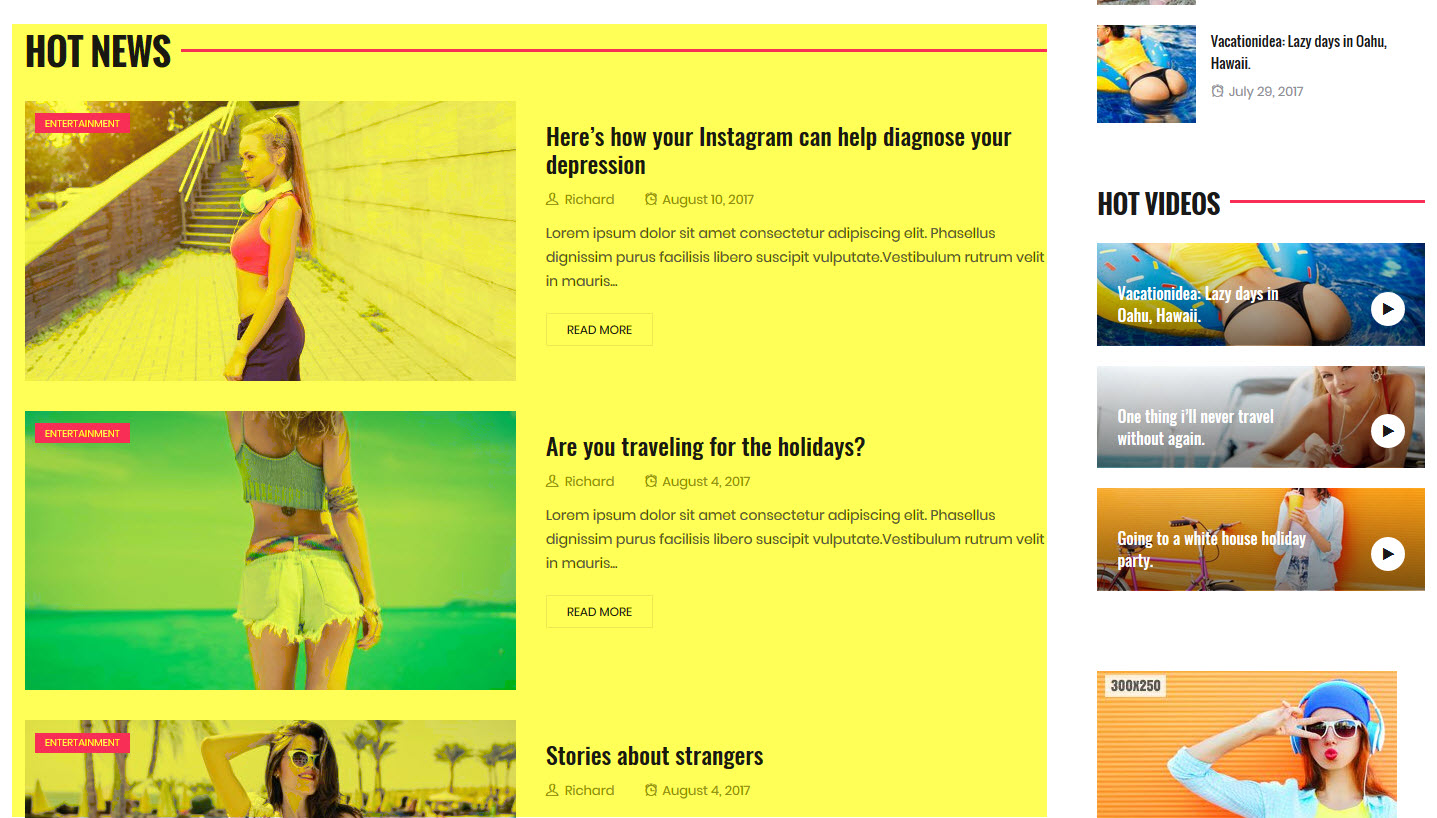 HOT NEWS
ENTERTAINMENT
Here’s how your Instagram can help diagnose your
depression
Richard August 10, 2017
Lorem ipsum dolor sit amet consectetur adipiscing elit. Phasellus
dignissim purus facilisis libero suscipit vulputate.Vestibulum rutrum velit
in mauris...
READ MORE
ENTERTAINMENT
Are you traveling for the holidays?
Richard August 4, 2017
Lorem ipsum dolor sit amet consectetur adipiscing elit. Phasellus
dignissim purus facilisis libero suscipit vulputate.Vestibulum rutrum velit
in mauris...
READ MORE
ENTERTAINMENT
Stories about strangers
Richard August 4, 2017
Vacationidea: Lazy days in Oahu,
Hawaii.
July 29, 2017
HOT VIDEOS
Vacationidea: Lazy days in
Oahu, Hawaii.
One thing i’ll never travel
without again.
Going to a white house holiday
party.
300X250